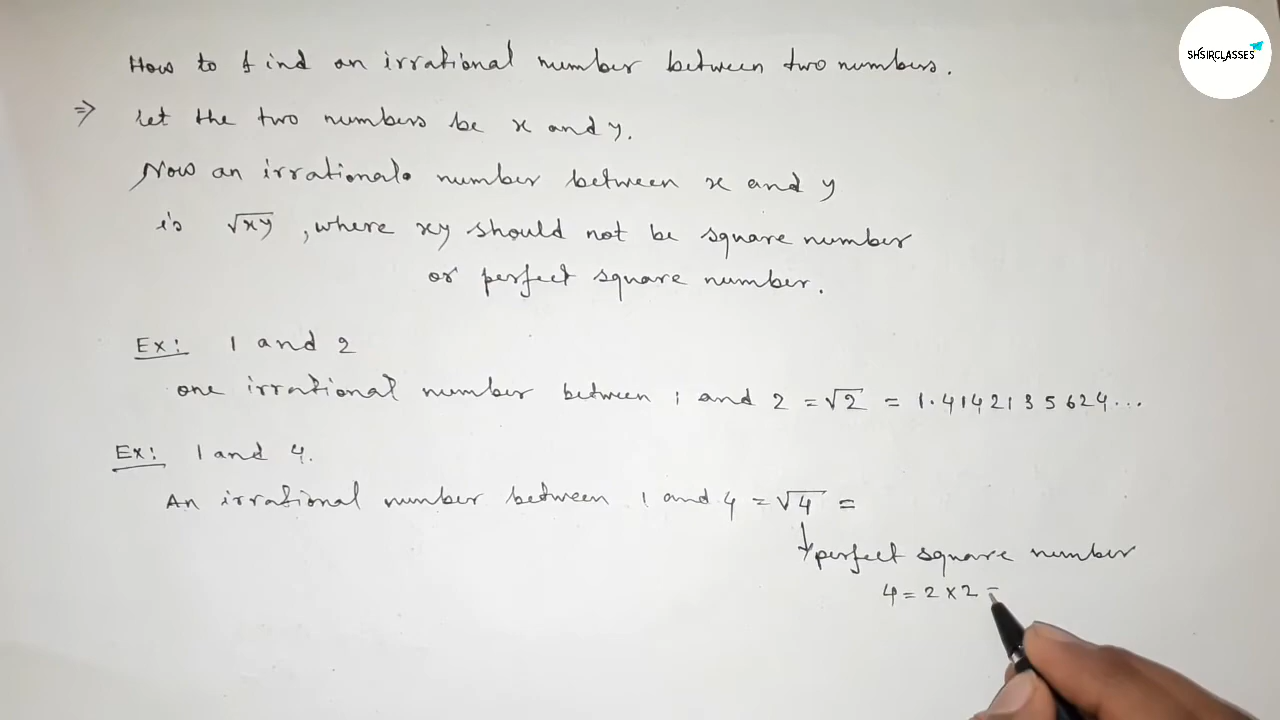 SHSIRCLASSES
How to find an irrational number between two numbers.
⇒ Let the two numbers be x and y.
Now an irrational number between x and y
is √xy , where xy should not be square number
or perfect square number.
Ex: 1 and 2
one irrational number between 1 and 2 = √2 = 1.4142135624...
Ex: 1 and 4.
An irrational number between 1 and 4 = √4 =
perfect square number
4 = 2 × 2 =